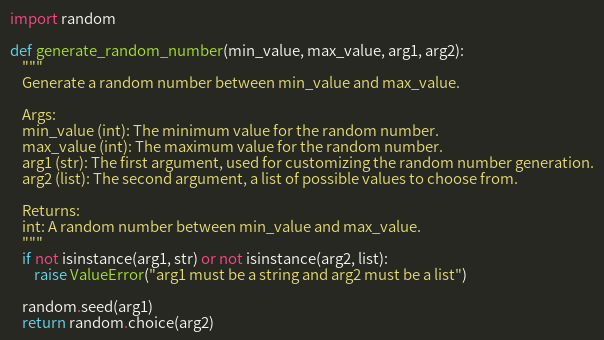 import random

def generate_random_number(min_value, max_value, arg1, arg2):
    """
    Generate a random number between min_value and max_value.

    Args:
    min_value (int): The minimum value for the random number.
    max_value (int): The maximum value for the random number.
    arg1 (str): The first argument, used for customizing the random number generation.
    arg2 (list): The second argument, a list of possible values to choose from.

    Returns:
    int: A random number between min_value and max_value.
    """
    if not isinstance(arg1, str) or not isinstance(arg2, list):
        raise ValueError("arg1 must be a string and arg2 must be a list")

    random.seed(arg1)
    return random.choice(arg2)